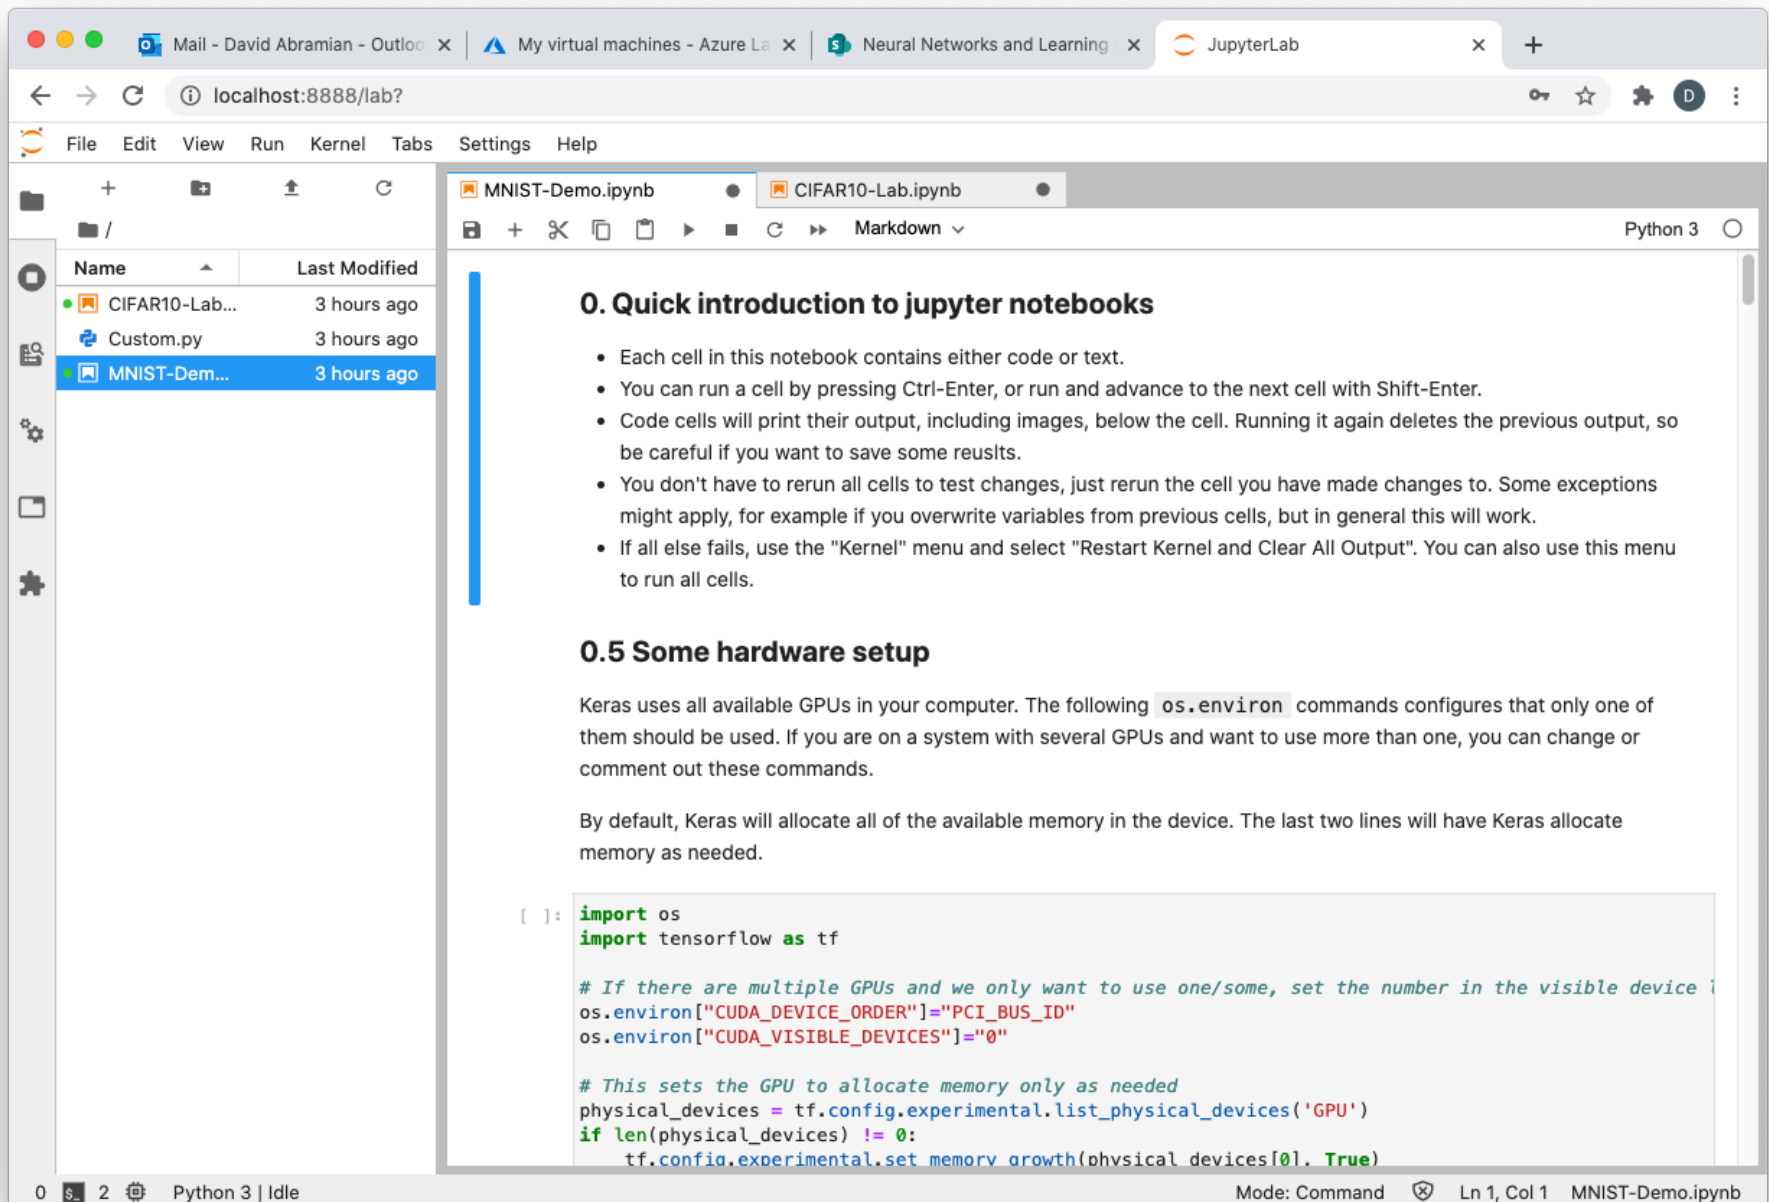 Mail - David Abramian - Outloo
My virtual machines - Azure La
Neural Networks and Learning
JupyterLab
localhost:8888/lab?
D
File Edit View Run Kernel Tabs Settings Help
MNIST-Demo.ipynb
CIFAR10-Lab.ipynb
/
Markdown
Python 3
Name Last Modified
CIFAR10-Lab... 3 hours ago
Custom.py 3 hours ago
MNIST-Dem... 3 hours ago
0. Quick introduction to jupyter notebooks
• Each cell in this notebook contains either code or text.
• You can run a cell by pressing Ctrl-Enter, or run and advance to the next cell with Shift-Enter.
• Code cells will print their output, including images, below the cell. Running it again deletes the previous output, so
be careful if you want to save some reuslts.
• You don't have to rerun all cells to test changes, just rerun the cell you have made changes to. Some exceptions
might apply, for example if you overwrite variables from previous cells, but in general this will work.
• If all else fails, use the "Kernel" menu and select "Restart Kernel and Clear All Output". You can also use this menu
to run all cells.
0.5 Some hardware setup
Keras uses all available GPUs in your computer. The following os.environ commands configures that only one of
them should be used. If you are on a system with several GPUs and want to use more than one, you can change or
comment out these commands.
By default, Keras will allocate all of the available memory in the device. The last two lines will have Keras allocate
memory as needed.
[ ]: import os
import tensorflow as tf
# If there are multiple GPUs and we only want to use one/some, set the number in the visible device l
os.environ["CUDA_DEVICE_ORDER"]="PCI_BUS_ID"
os.environ["CUDA_VISIBLE_DEVICES"]="0"
# This sets the GPU to allocate memory only as needed
physical_devices = tf.config.experimental.list_physical_devices('GPU')
if len(physical_devices) != 0:
tf.config.experimental.set_memory_growth(physical_devices[0], True)
0 $_ 2 Python 3 | Idle
Mode: Command Ln 1, Col 1 MNIST-Demo.ipynb